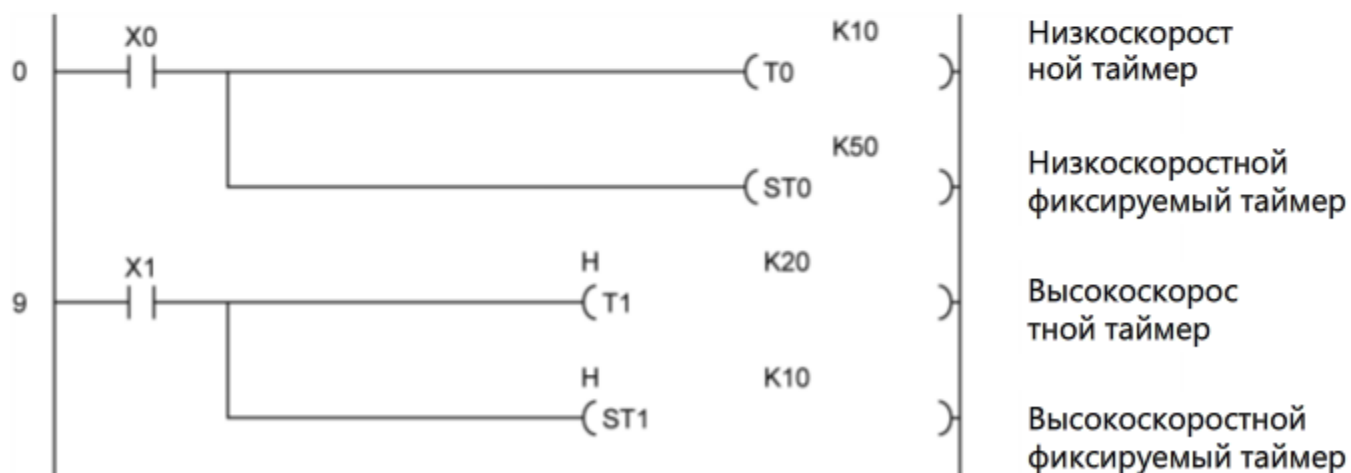 X0 K10 Низкоскорост
0 T0 ной таймер
K50 Низкоскоростной
ST0 фиксируемый таймер
X1 H K20 Высокоскорос
9 T1 тной таймер
H K10 Высокоскоростной
ST1 фиксируемый таймер